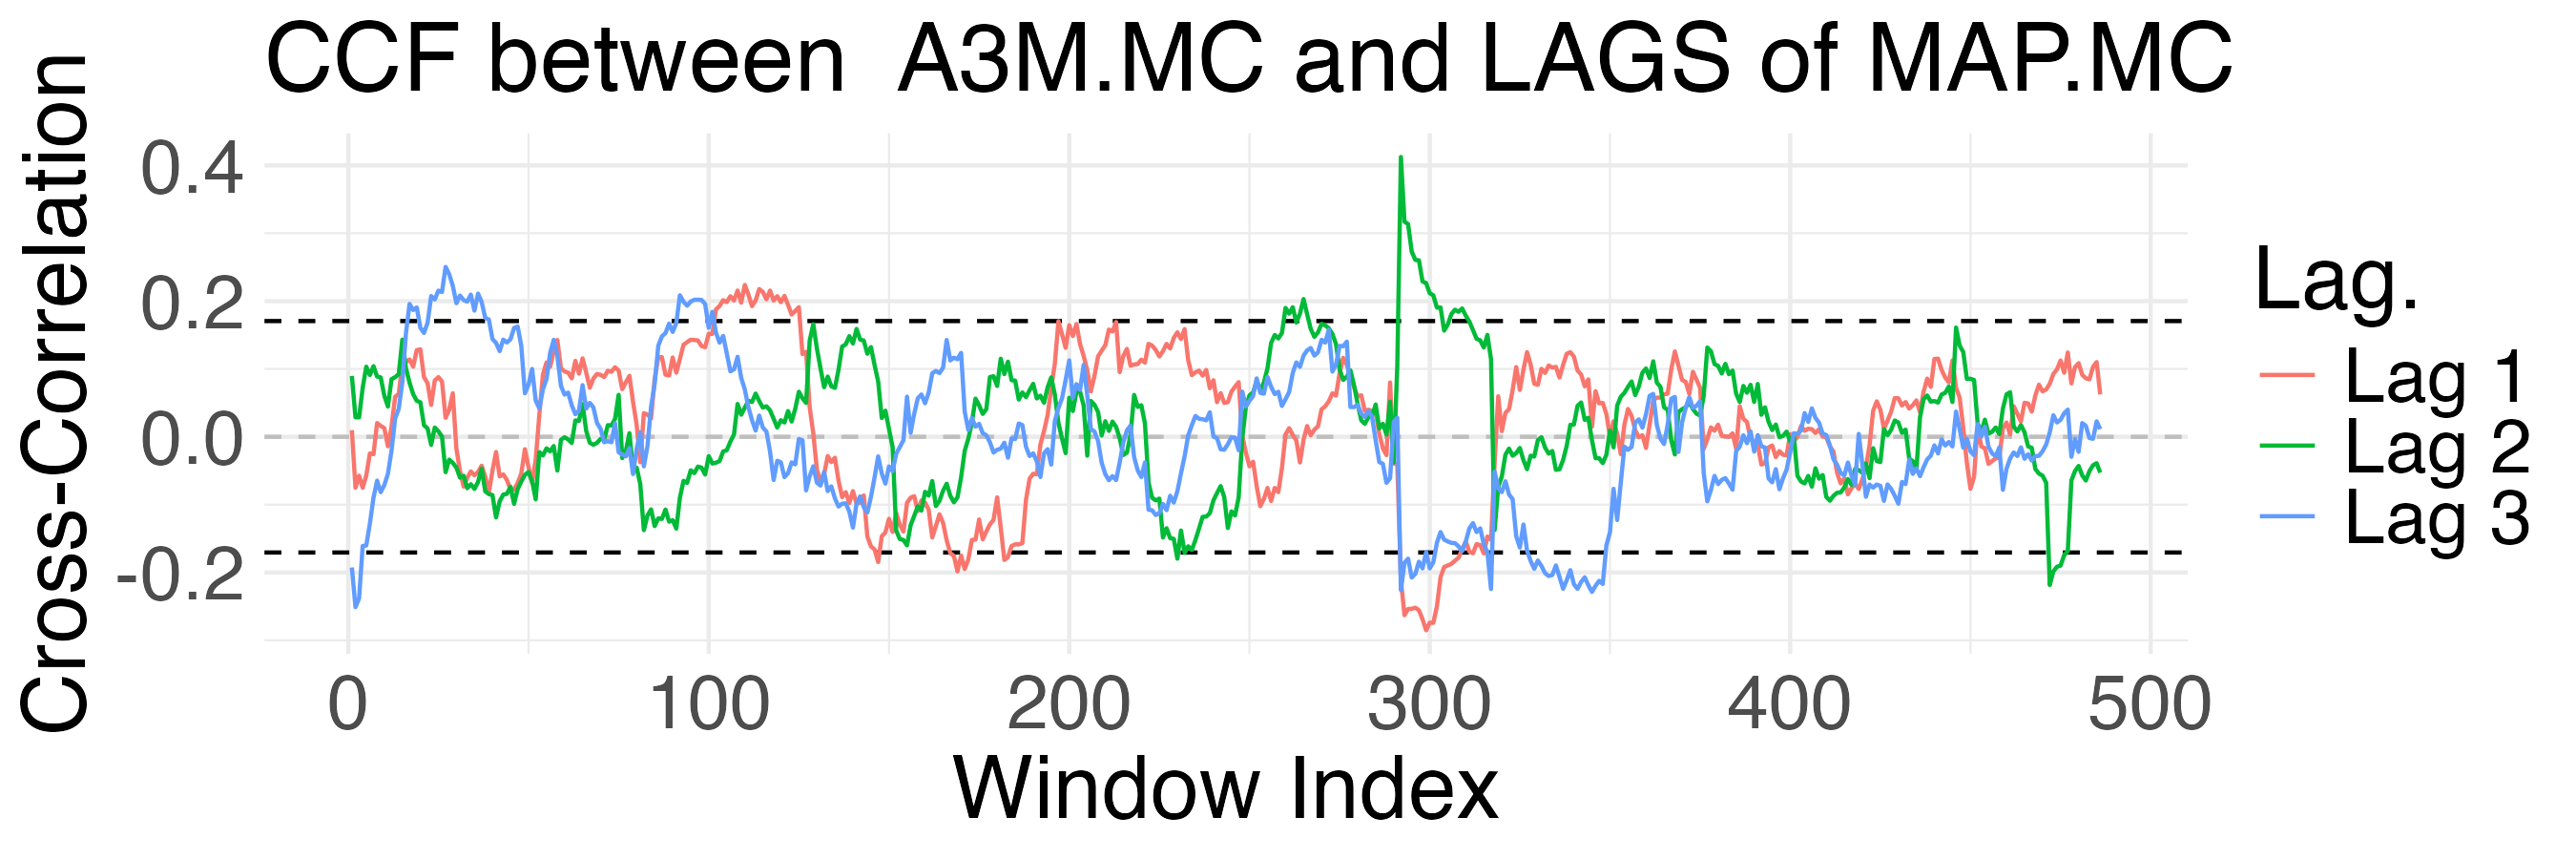 CCF between  A3M.MC and LAGS of MAP.MC
Cross-Correlation
0.4
0.2
0.0
-0.2
0
100
200
300
400
500
Window Index
Lag.
Lag 1
Lag 2
Lag 3